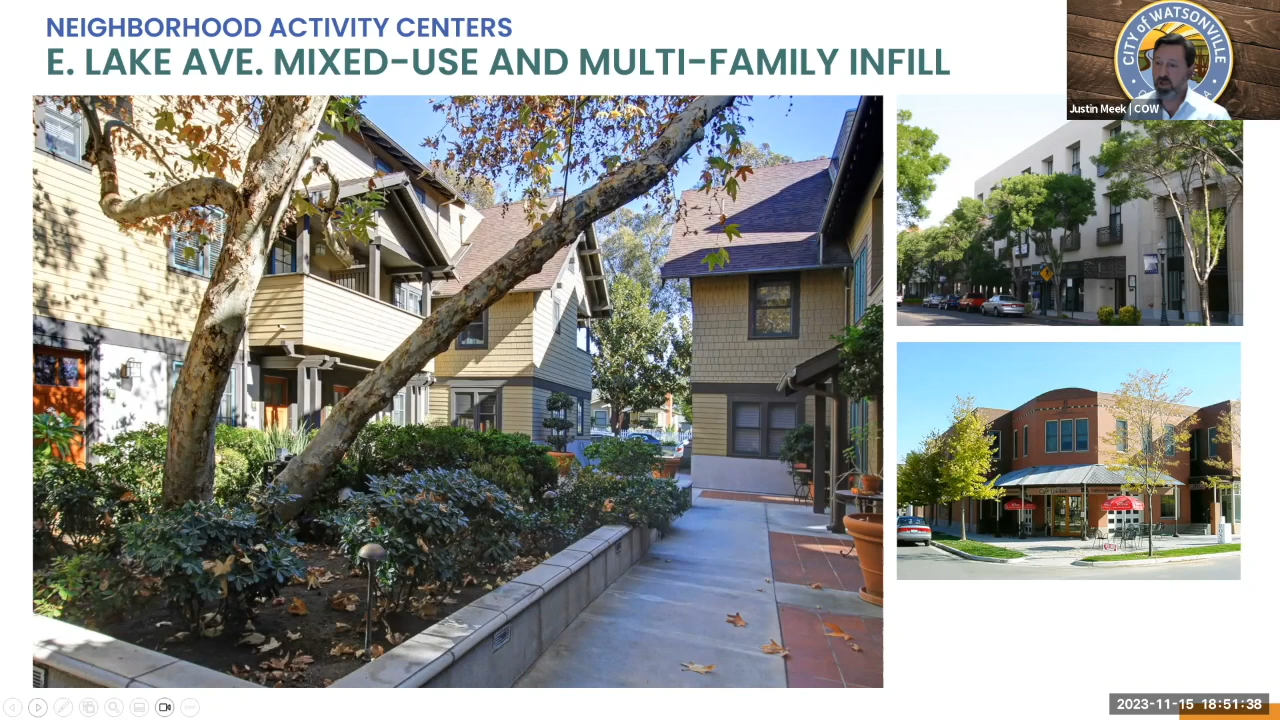 NEIGHBORHOOD ACTIVITY CENTERS
E. LAKE AVE. MIXED-USE AND MULTI-FAMILY INFILL
CITY of WATSONVILLE
Justin Meek | COW
2023-11-15 18:51:38